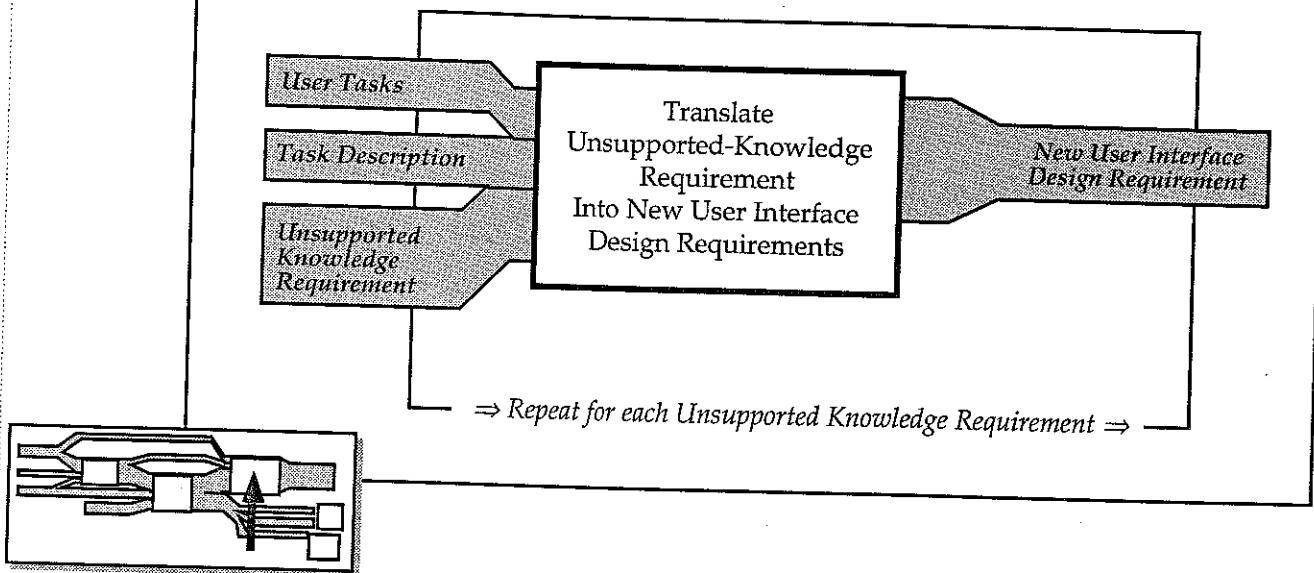 User Tasks
Task Description
Unsupported
Knowledge
Requirement
Translate
Unsupported-Knowledge
Requirement
Into New User Interface
Design Requirements
New User Interface
Design Requirement
⇒ Repeat for each Unsupported Knowledge Requirement ⇒